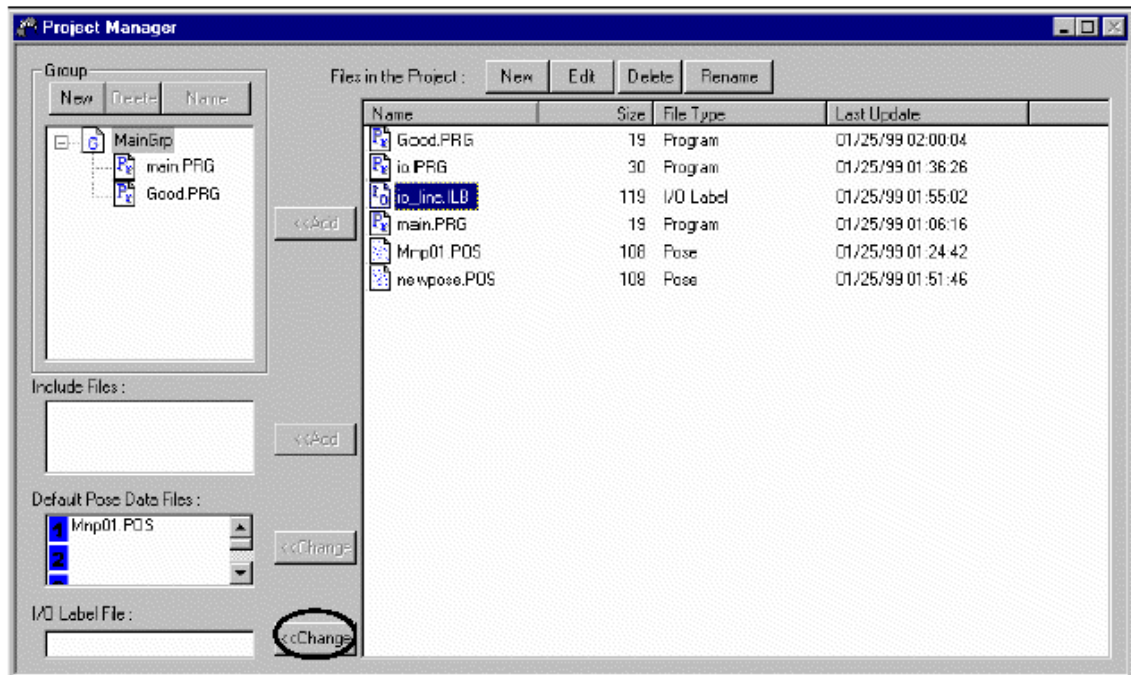 Project Manager
Group
New Delete Name
MainGrp
main.PRG
Good.PRG
Include Files :
Default Pose Data Files :
1 Mnp01.POS
2
I/O Label File :
<<Add
<<Add
<<Change
<<Change
Files in the Project : New Edit Delete Rename
Name Size File Type Last Update
Good.PRG 19 Program 01/25/99 02:00:04
io.PRG 30 Program 01/25/99 01:36:26
io_line.ILB 119 I/O Label 01/25/99 01:55:02
main.PRG 19 Program 01/25/99 01:06:16
Mnp01.POS 108 Pose 01/25/99 01:24:42
newpose.POS 108 Pose 01/25/99 01:51:46